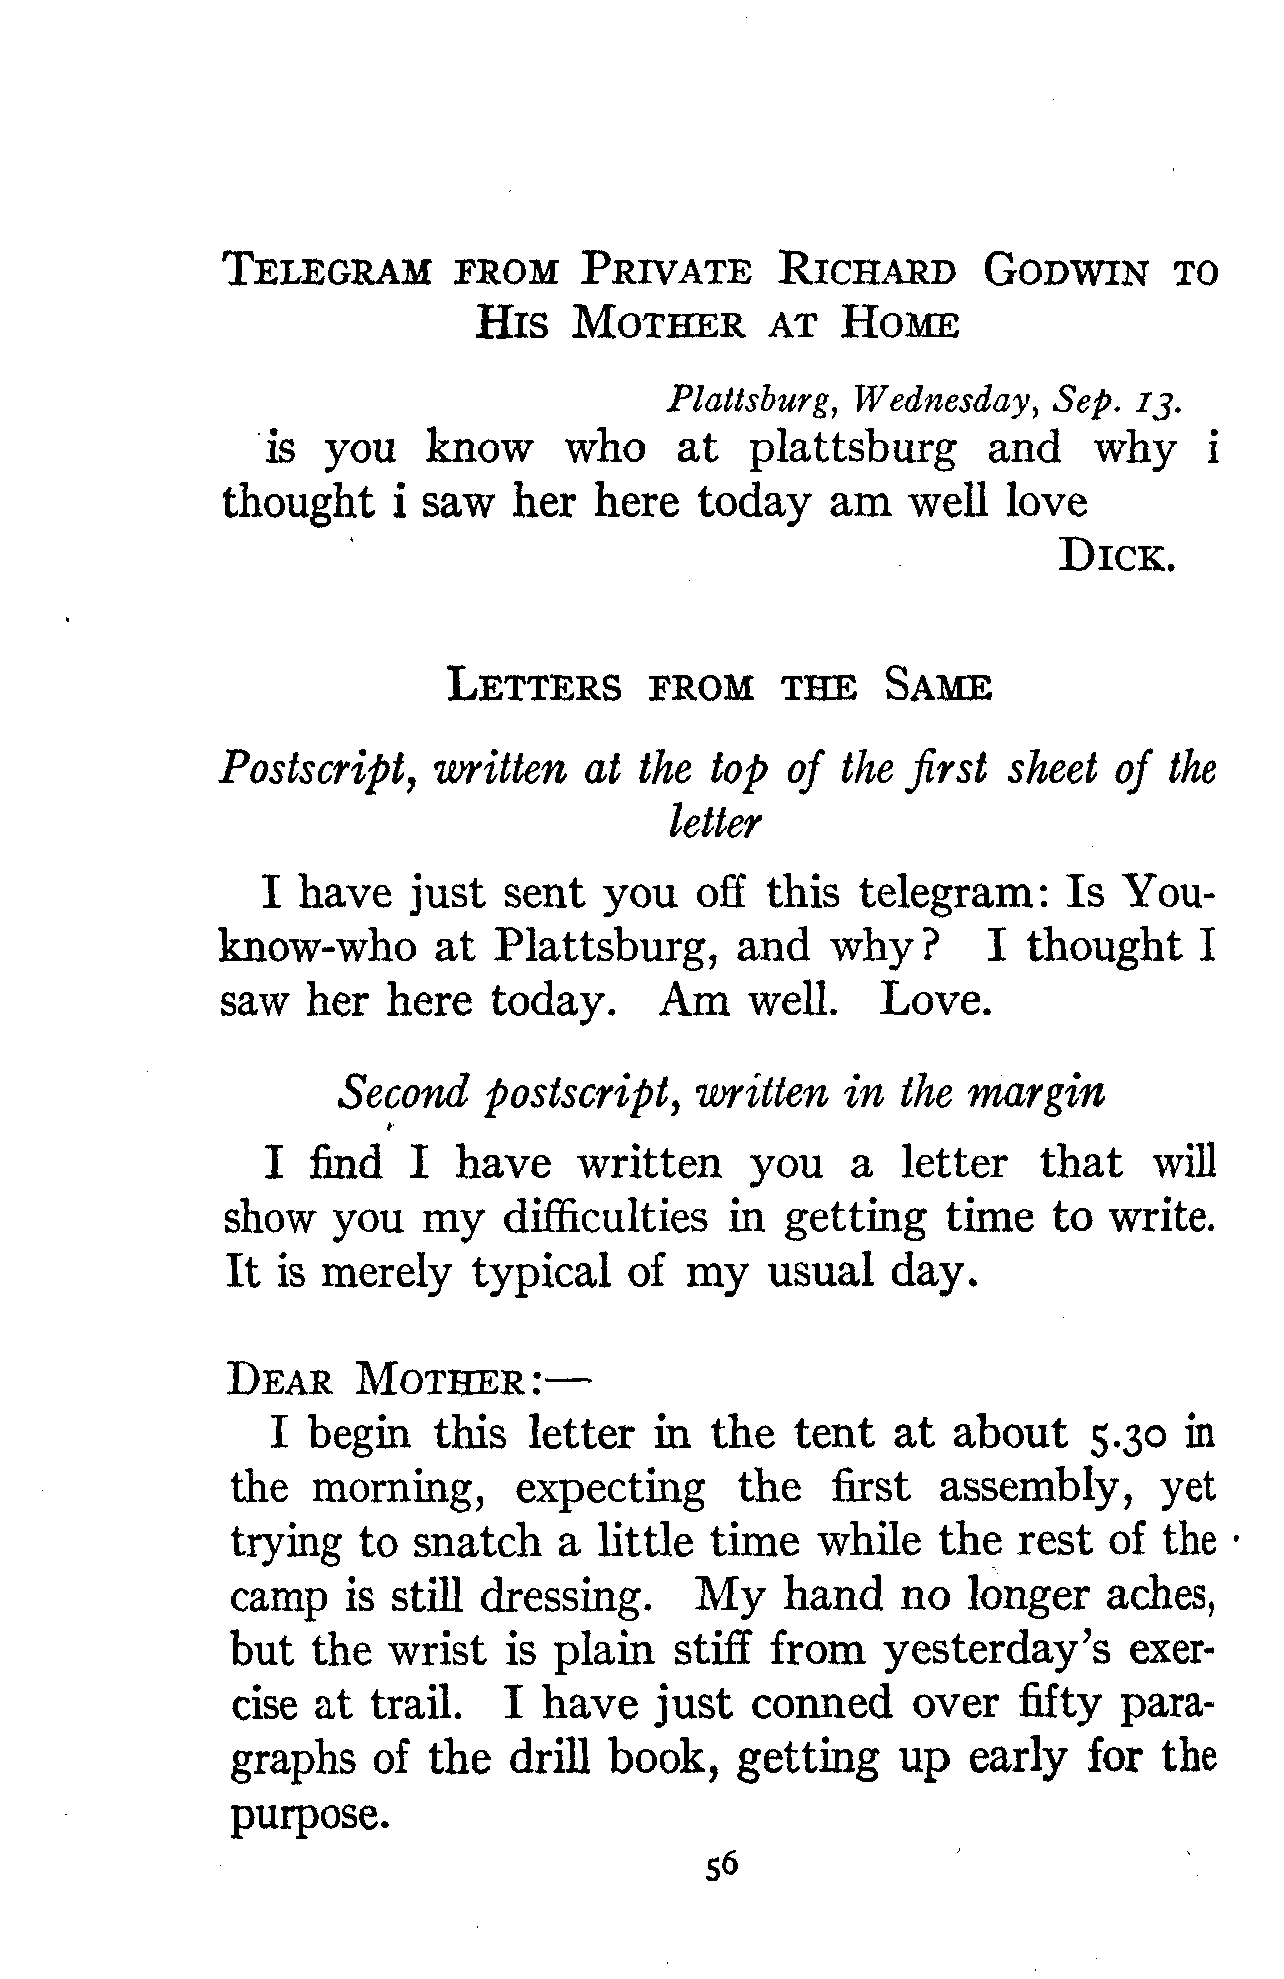 TELEGRAM FROM PRIVATE RICHARD GODWIN TO
HIS MOTHER AT HOME
Plattsburg, Wednesday, Sep. 13.
is you know who at plattsburg and why i
thought i saw her here today am well love
DICK.
LETTERS FROM THE SAME
Postscript, written at the top of the first sheet of the
letter
I have just sent you off this telegram: Is You-
know-who at Plattsburg, and why? I thought I
saw her here today. Am well. Love.
Second postscript, written in the margin
I find I have written you a letter that will
show you my difficulties in getting time to write.
It is merely typical of my usual day.
DEAR MOTHER:—
I begin this letter in the tent at about 5.30 in
the morning, expecting the first assembly, yet
trying to snatch a little time while the rest of the
camp is still dressing. My hand no longer aches,
but the wrist is plain stiff from yesterday's exer-
cise at trail. I have just conned over fifty para-
graphs of the drill book, getting up early for the
purpose.
56